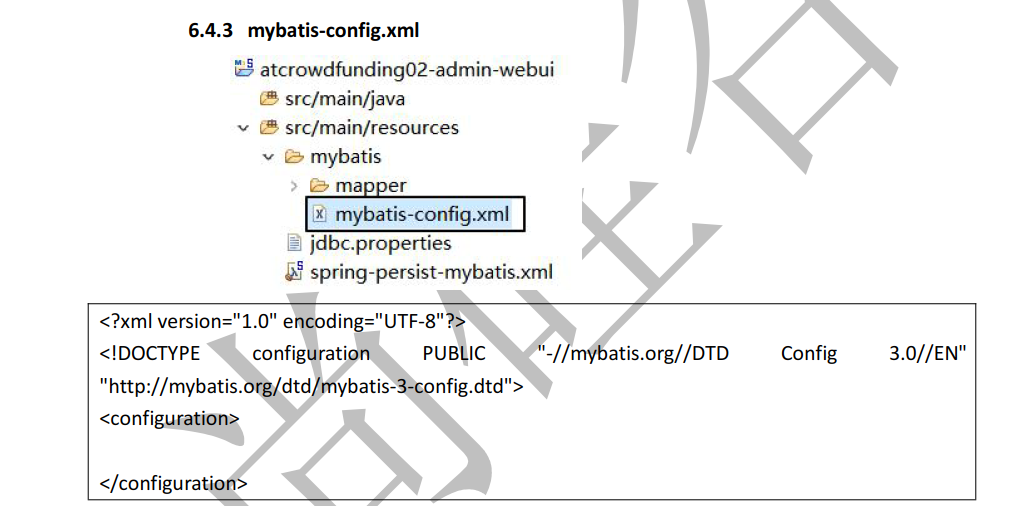 6.4.3 mybatis-config.xml
atcrowdfunding02-admin-webui
src/main/java
src/main/resources
mybatis
mapper
mybatis-config.xml
jdbc.properties
spring-persist-mybatis.xml
<?xml version="1.0" encoding="UTF-8"?>
<!DOCTYPE configuration PUBLIC "-//mybatis.org//DTD Config 3.0//EN"
"http://mybatis.org/dtd/mybatis-3-config.dtd">
<configuration>
</configuration>